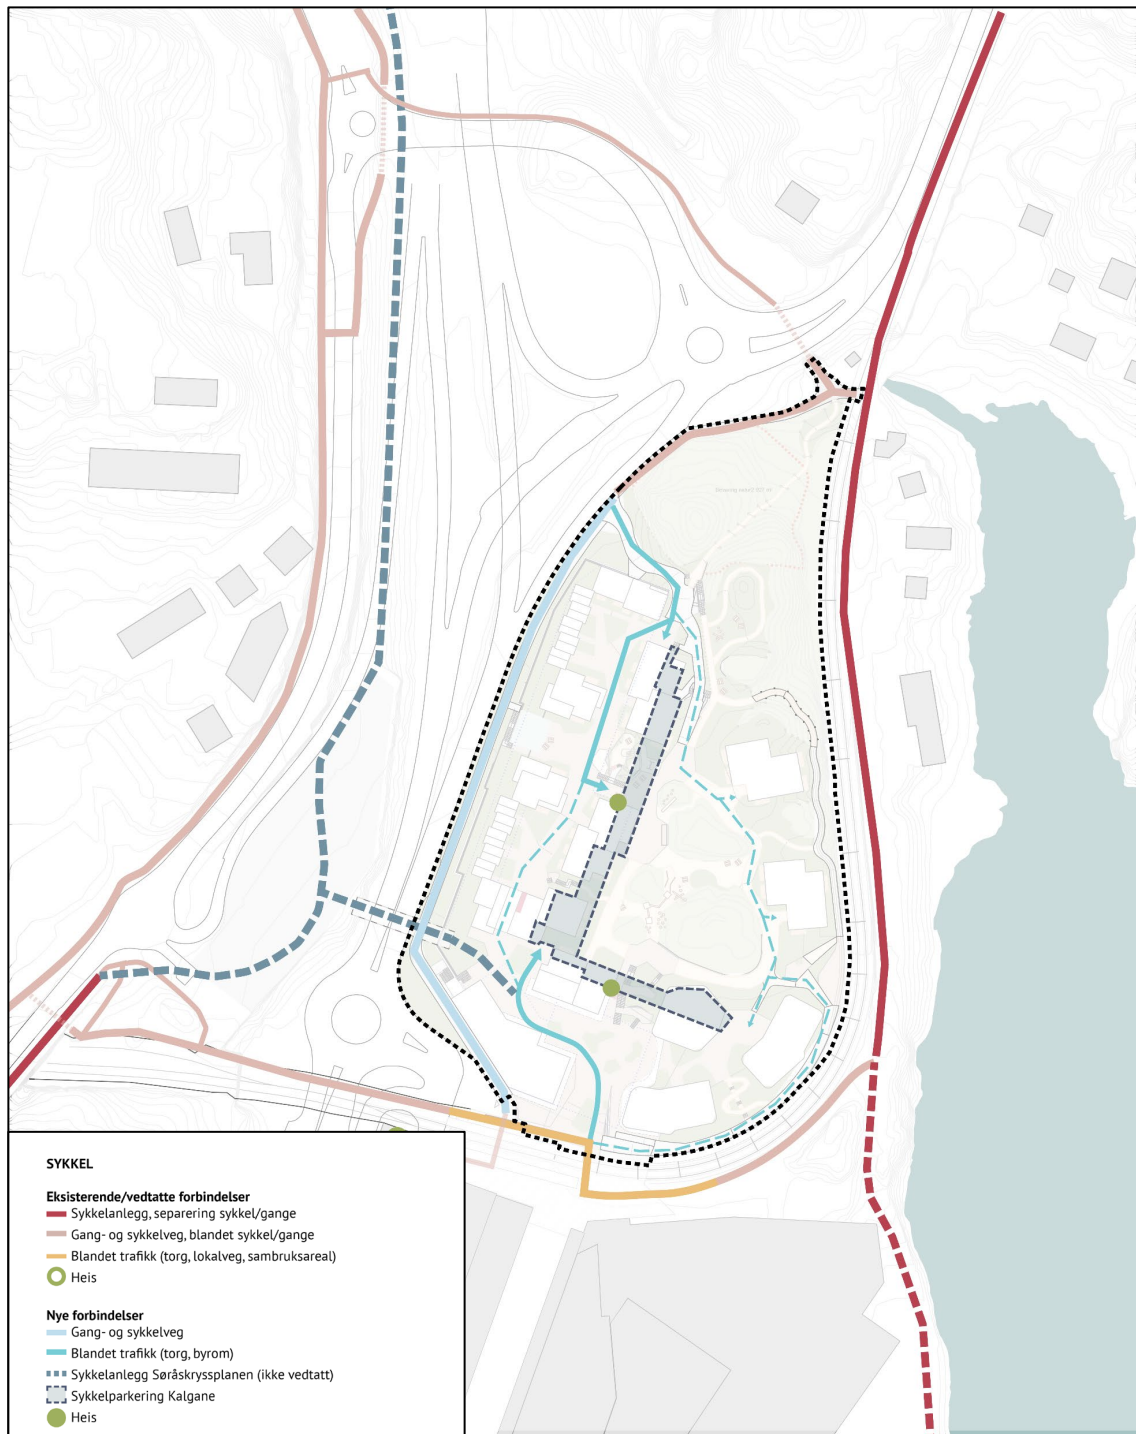 SYKKEL
Eksisterende/vedtatte forbindelser
Sykkelanlegg, separering sykkel/gange
Gang- og sykkelveg, blandet sykkel/gange
Blandet trafikk (torg, lokalveg, sambruksareal)
Heis
Nye forbindelser
Gang- og sykkelveg
Blandet trafikk (torg, byrom)
Sykkelanlegg Søråskryssplanen (ikke vedtatt)
Sykkelparkering Kalgane
Heis